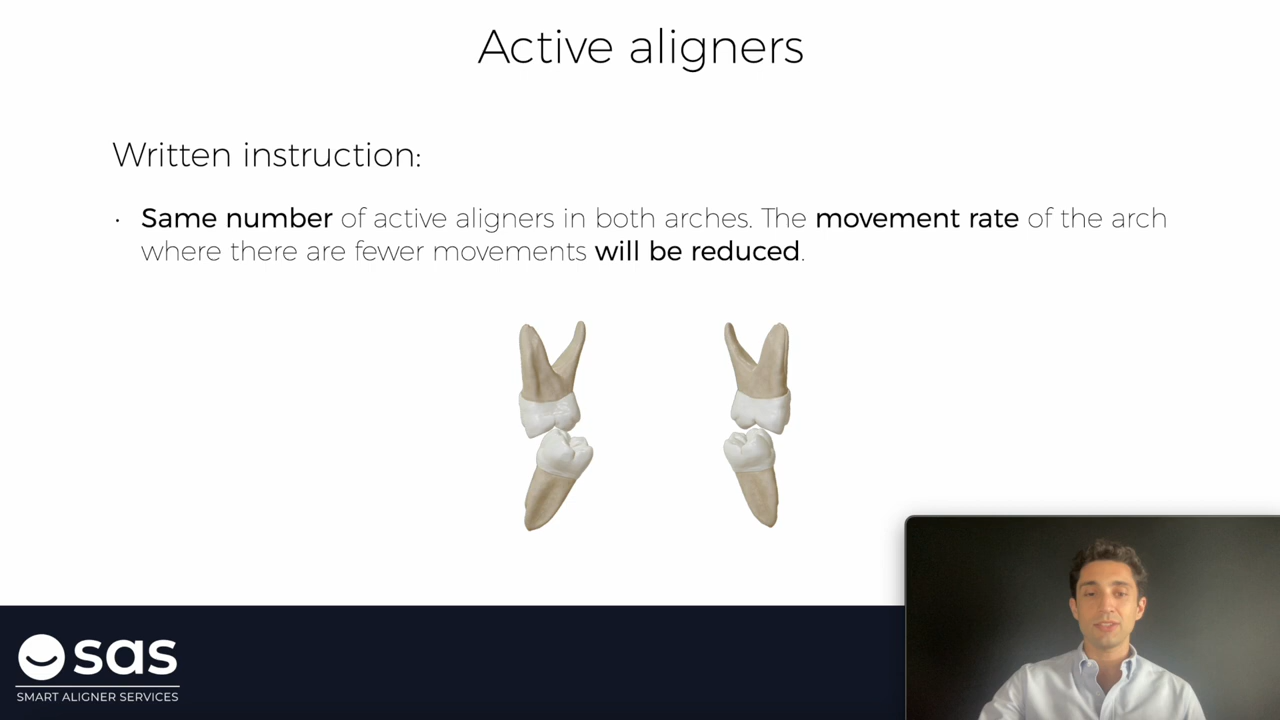 Active aligners
Written instruction:
· Same number of active aligners in both arches. The movement rate of the arch
where there are fewer movements will be reduced.
sas
SMART ALIGNER SERVICES